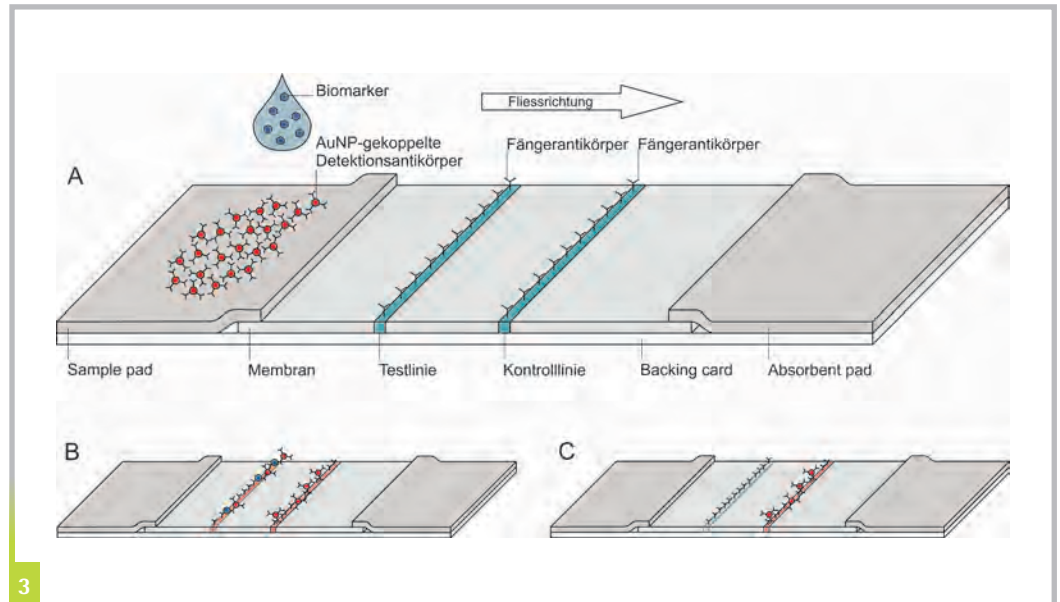 Biomarker
Fliessrichtung
AuNP-gekoppelte
Detektionsantikörper
Fängerantikörper
Fängerantikörper
A
Sample pad
Membran
Testlinie
Kontrolllinie
Backing card
Absorbent pad
B
C
3